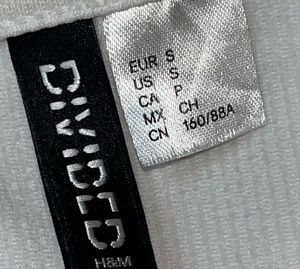 DIVIDED
H&M
EUR S
US S
CA P
MX CH
CN 160/88A